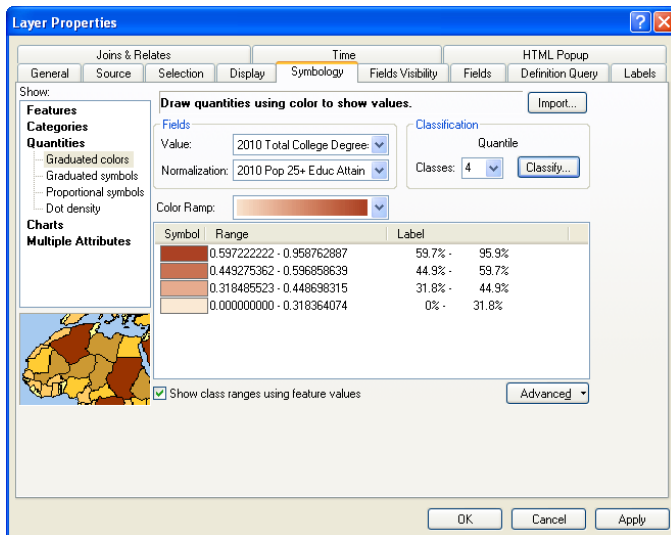 Layer Properties
Joins & Relates Time HTML Popup
General Source Selection Display Symbology Fields Visibility Fields Definition Query Labels
Show:
Features
Categories
Quantities
Graduated colors
Graduated symbols
Proportional symbols
Dot density
Charts
Multiple Attributes
Draw quantities using color to show values.
Import...
Fields
Value: 2010 Total College Degree
Normalization: 2010 Pop 25+ Educ Attain
Classification
Quantile
Classes: 4 Classify...
Color Ramp:
Symbol Range Label
0.597222222 - 0.958762887 59.7% - 95.9%
0.449275362 - 0.596858639 44.9% - 59.7%
0.318485523 - 0.448698315 31.8% - 44.9%
0.000000000 - 0.318364074 0% - 31.8%
Show class ranges using feature values
Advanced
OK Cancel Apply